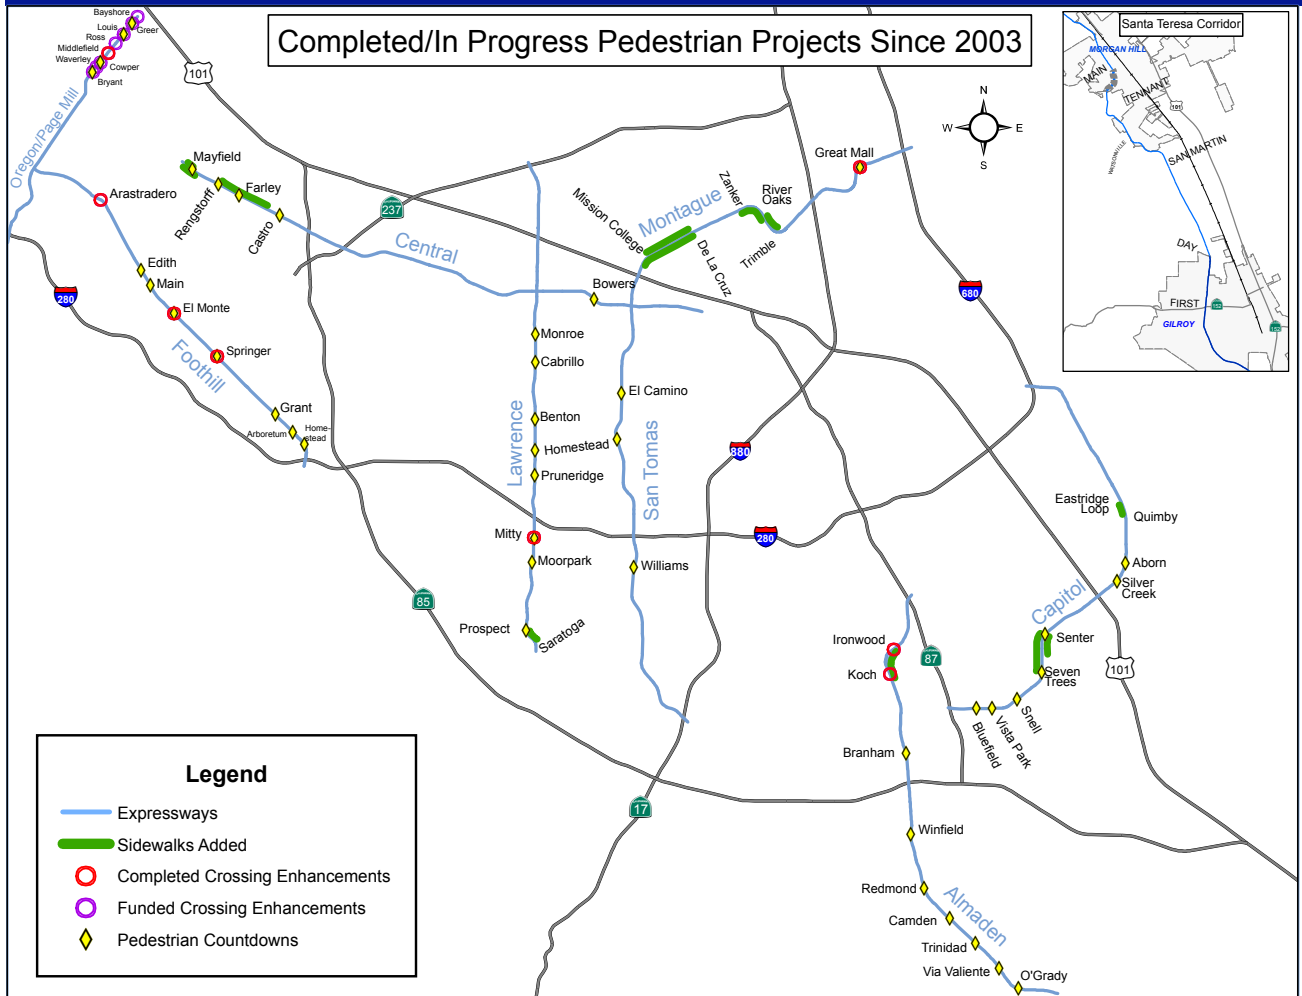 Completed/In Progress Pedestrian Projects Since 2003
Santa Teresa Corridor
MORGAN HILL
MAIN
TENNANT
101
WATSONVILLE
SAN MARTIN
DAY
FIRST
152
GILROY
152
N
W E
S
Bayshore
Louis
Greer
Ross
Middlefield
Waverley
Cowper
Bryant
101
Oregon/Page Mill
Mayfield
Rengstorff
Farley
Castro
Arastradero
237
Central
Great Mall
Zanker
River
Oaks
Mission College
Montague
De La Cruz
Trimble
Edith
Main
280
El Monte
Springer
Foothill
Grant
Arboretum
Home-
stead
Bowers
680
Monroe
Cabrillo
El Camino
Benton
Homestead
Pruneridge
Lawrence
San Tomas
880
280
Mitty
Moorpark
Williams
Prospect
Saratoga
85
Eastridge
Loop
Quimby
Aborn
Silver
Creek
Capitol
Senter
Seven
Trees
101
Snell
Vista Park
Bluefield
Ironwood
Koch
87
Branham
Winfield
17
Redmond
Almaden
Camden
Trinidad
Via Valiente
O'Grady
Legend
Expressways
Sidewalks Added
Completed Crossing Enhancements
Funded Crossing Enhancements
Pedestrian Countdowns